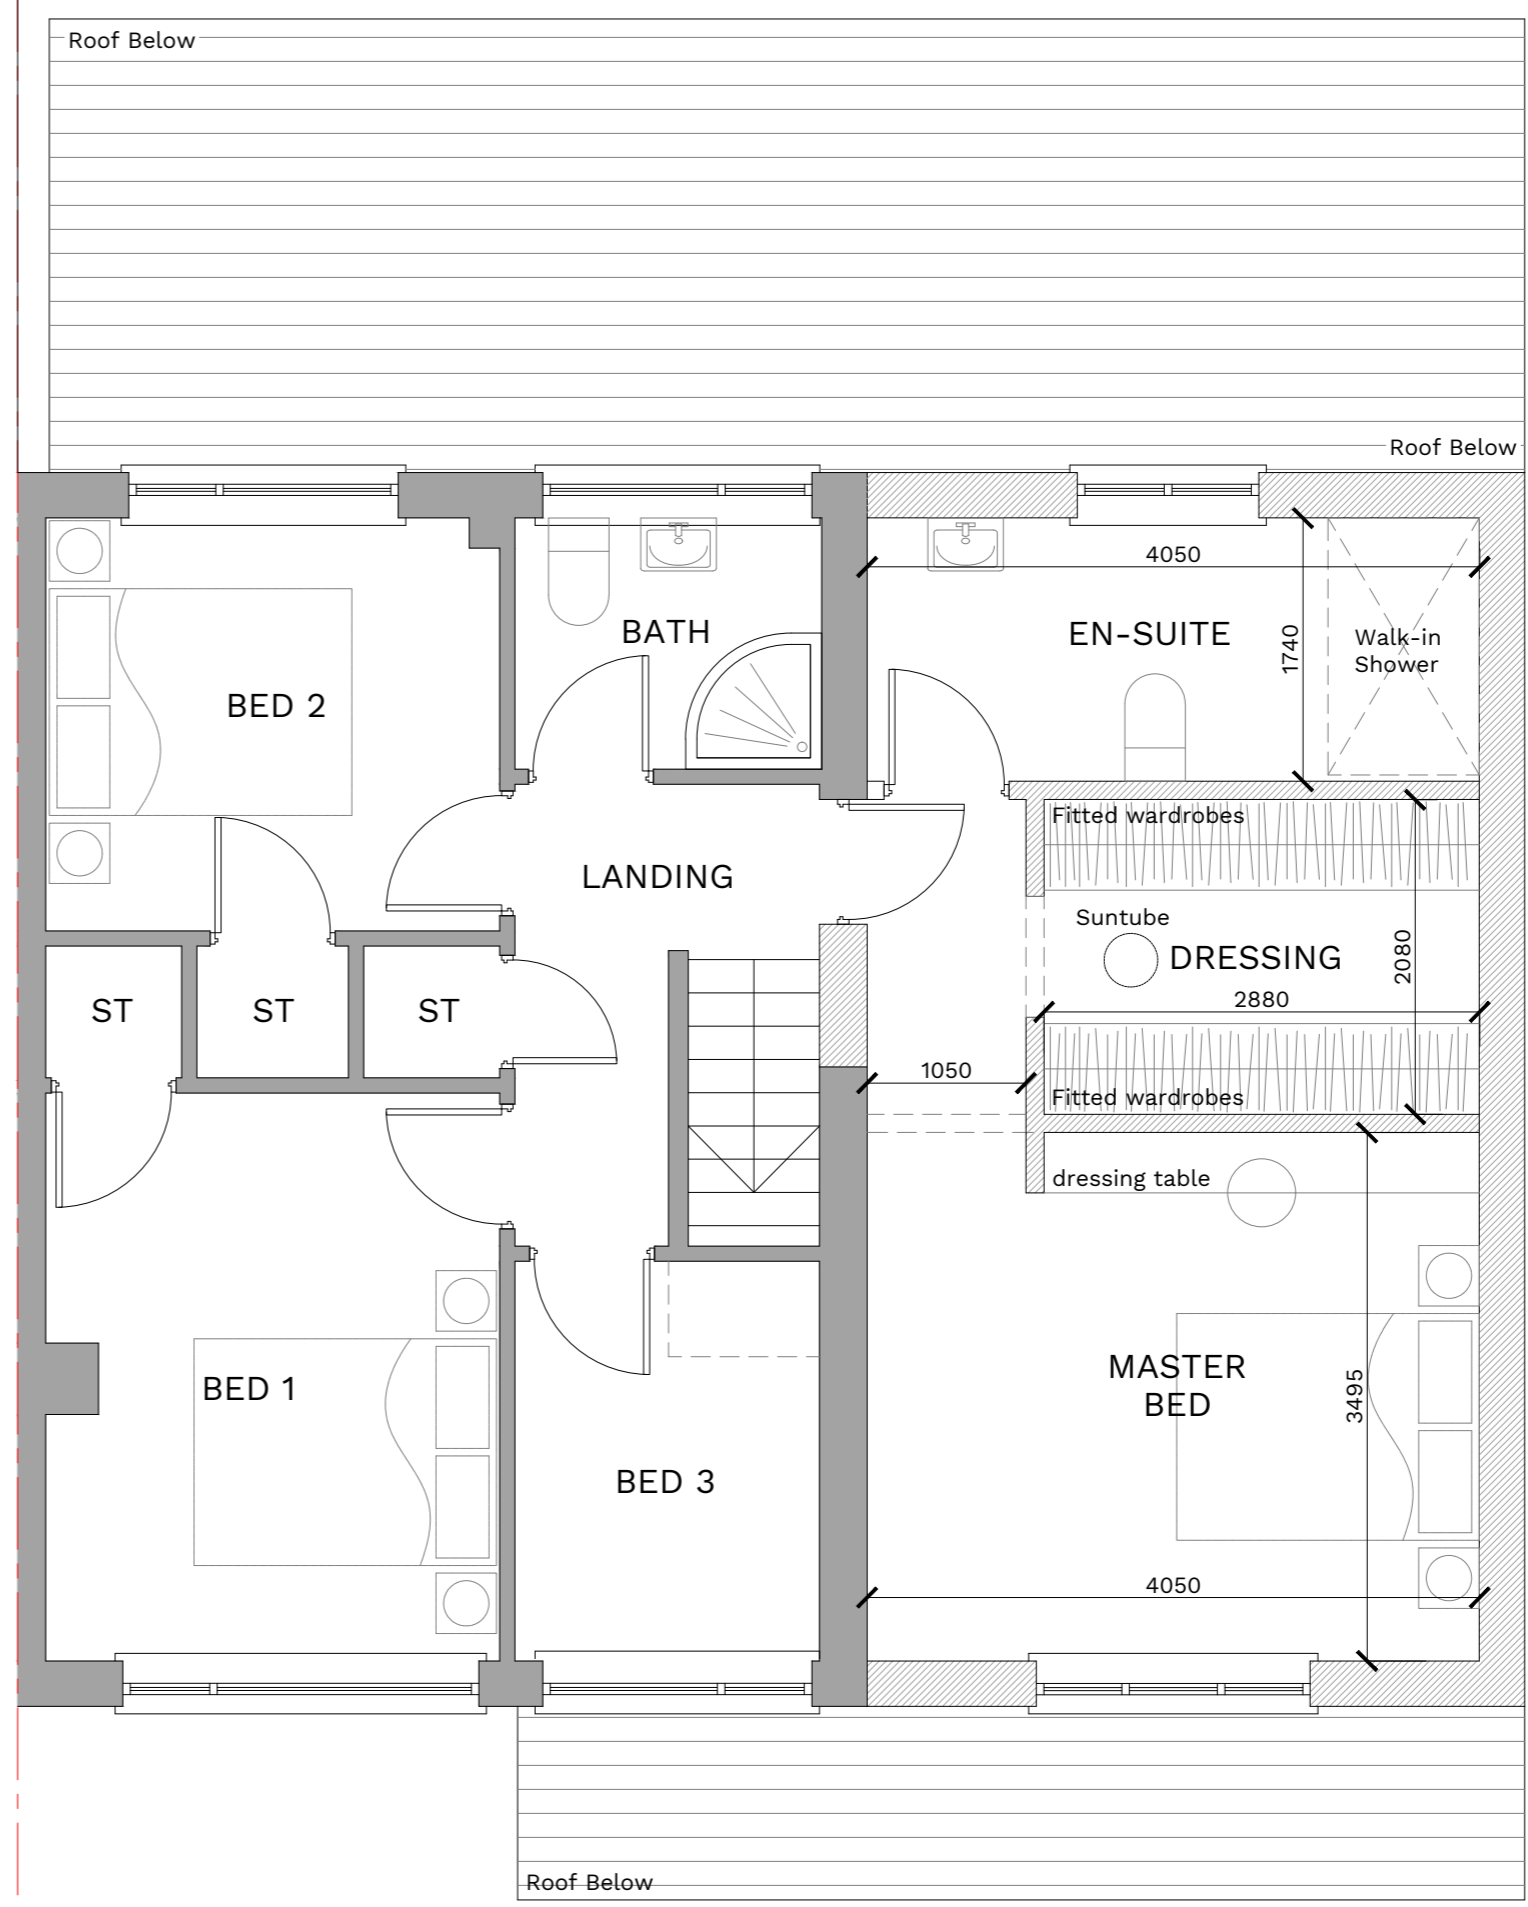 Roof Below
Roof Below
4050
BATH
EN-SUITE
1740
Walk-in
Shower
BED 2
Fitted wardrobes
LANDING
Suntube
DRESSING
2080
2880
ST
ST
ST
1050
Fitted wardrobes
dressing table
MASTER
BED
3495
BED 1
BED 3
4050
Roof Below